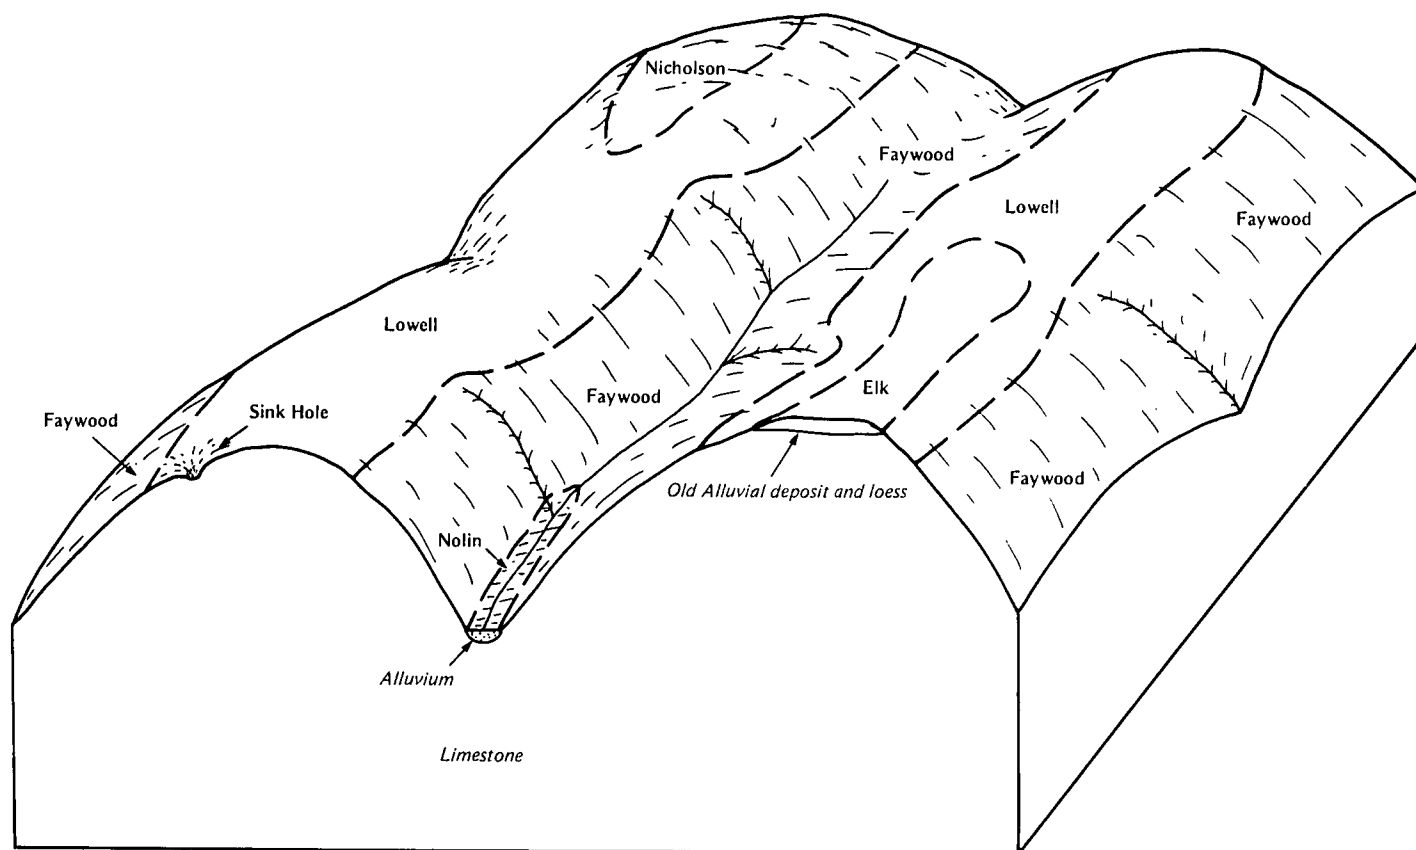 Nicholson
Faywood
Lowell
Faywood
Lowell
Elk
Faywood
Faywood
Sink Hole
Faywood
Old Alluvial deposit and loess
Nolin
Alluvium
Limestone